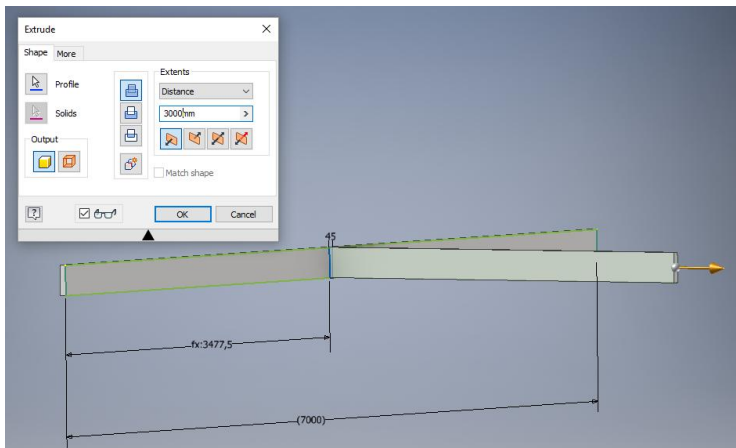 Extrude
Shape More
Profile
Solids
Output
Extents
Distance
3000mm
Match shape
OK Cancel
45
fx:3477,5
(7000)